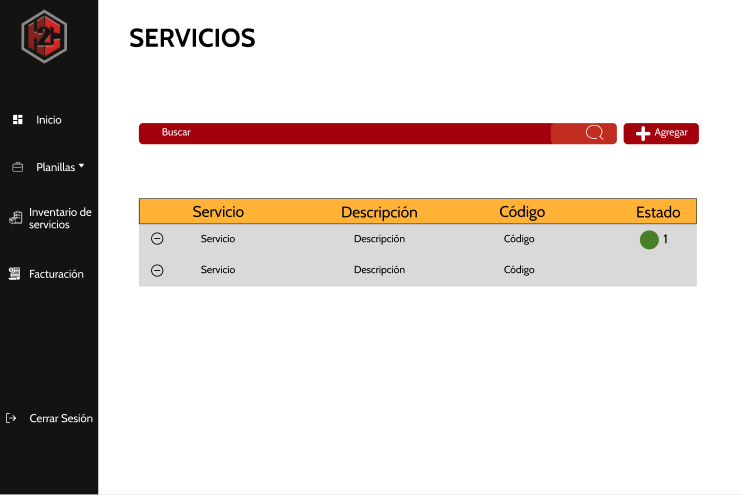 H2C
SERVICIOS
Inicio
Planillas
Inventario de
servicios
Facturación
Cerrar Sesión
Buscar
Agregar
Servicio Descripción Código Estado
Servicio Descripción Código 1
Servicio Descripción Código